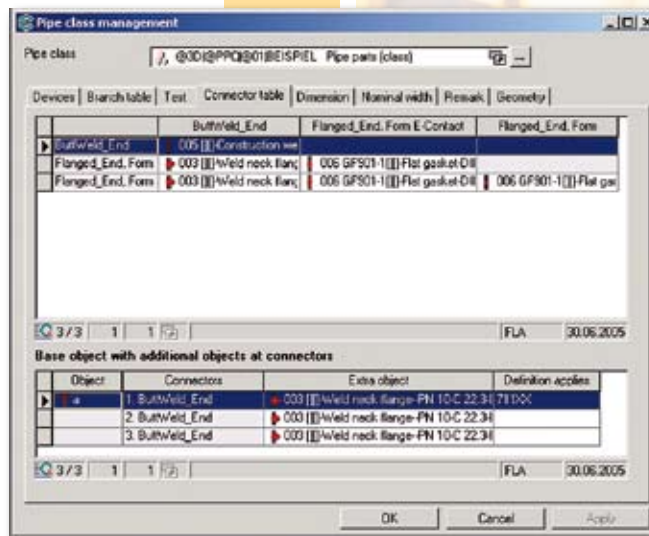 Pipe class management
Pipe class @3D@PPC@01BEISPIEL Pipe parts (class) ...
Devices Branch table Test Connector table Dimension Nominal width Remark Geometry
ButtWeld_End Flanged_End, Form E-Contact Flanged_End, Form
ButtWeld_End 005 []-Construction we
Flanged_End, Form 003 []-Weld neck flang 006 GF901-1[]-Flat gasket-DII
Flanged_End, Form 003 []-Weld neck flang 006 GF901-1[]-Flat gasket-DII 006 GF901-1[]-Flat gas
3 / 3 1 1 FLA 30.06.2005
Base object with additional objects at connectors
Object Connectors Extra object Definition applies
1. ButtWeld_End 003 []-Weld neck flange-PN 10-C 22.3-I
2. ButtWeld_End 003 []-Weld neck flange-PN 10-C 22.3-I
3. ButtWeld_End 003 []-Weld neck flange-PN 10-C 22.3-I
3 / 3 1 1 FLA 30.06.2005
OK Cancel Apply